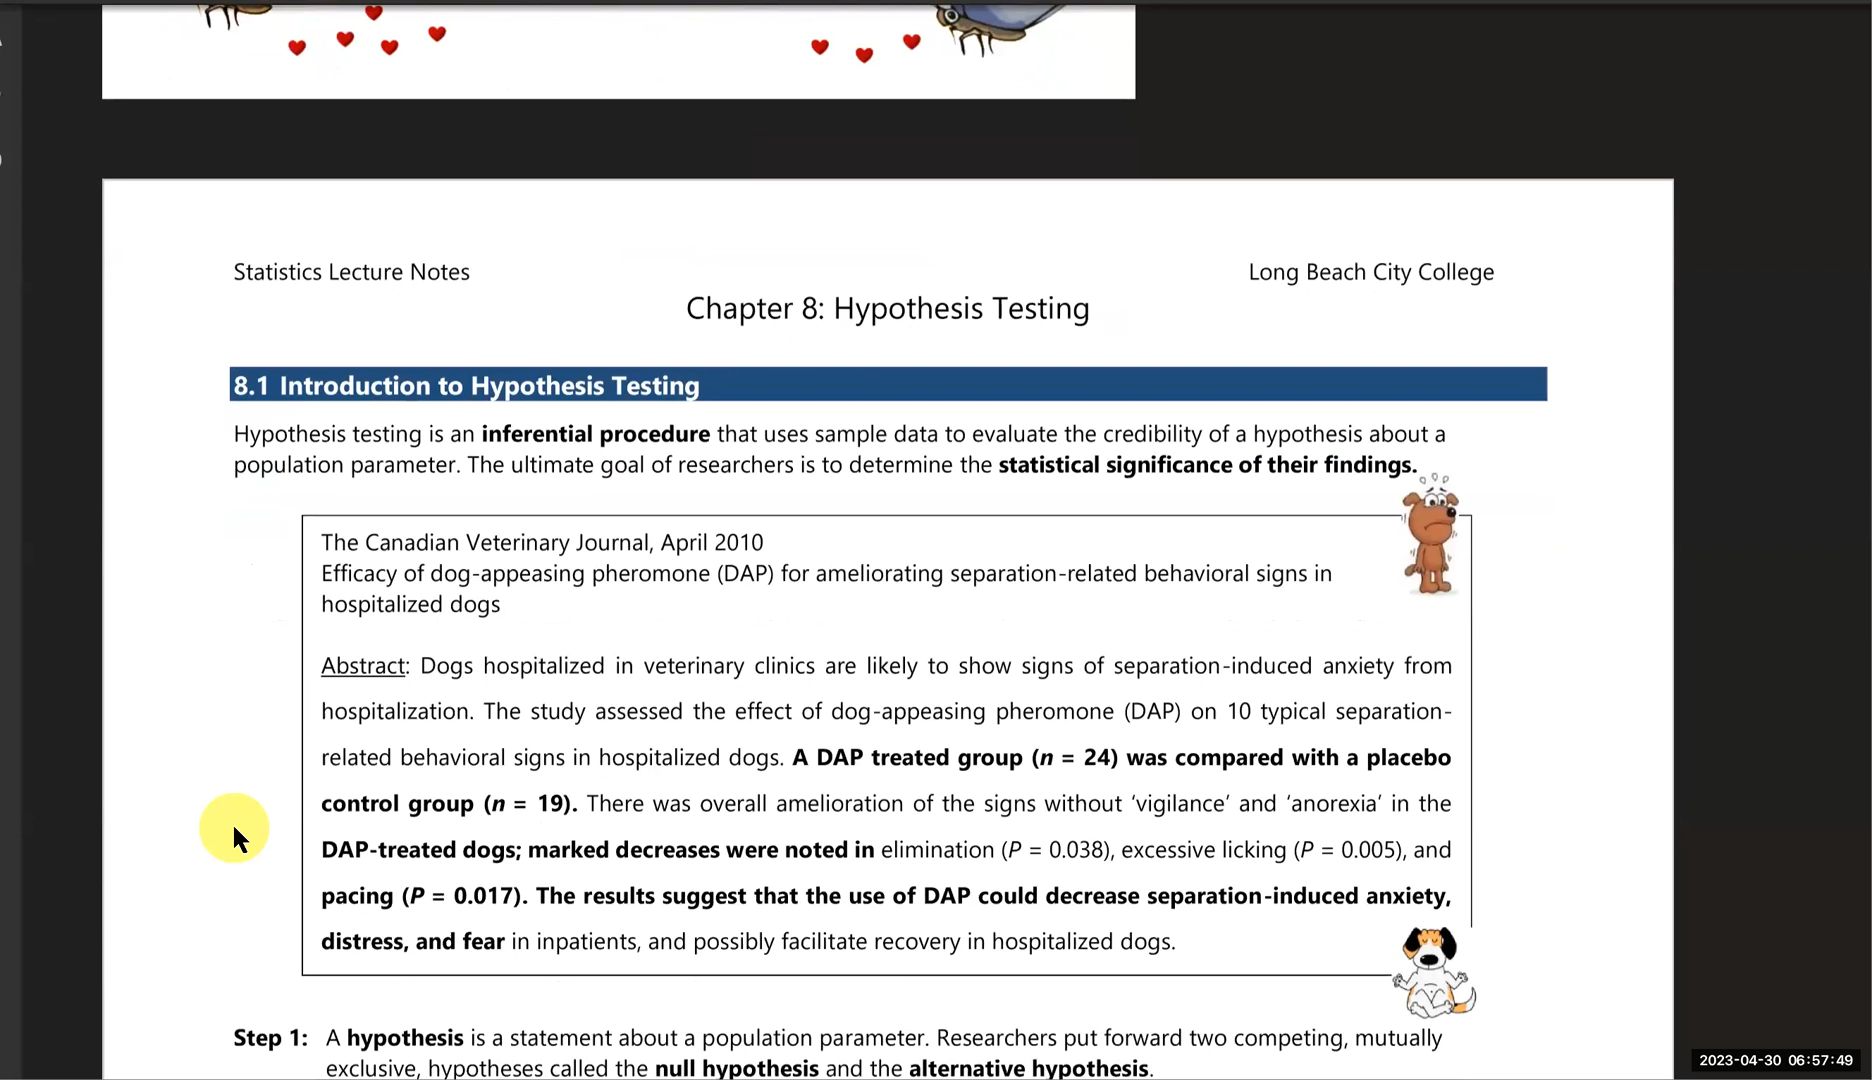 Statistics Lecture Notes
Long Beach City College
Chapter 8: Hypothesis Testing
8.1 Introduction to Hypothesis Testing
Hypothesis testing is an inferential procedure that uses sample data to evaluate the credibility of a hypothesis about a
population parameter. The ultimate goal of researchers is to determine the statistical significance of their findings.
The Canadian Veterinary Journal, April 2010
Efficacy of dog-appeasing pheromone (DAP) for ameliorating separation-related behavioral signs in
hospitalized dogs
Abstract: Dogs hospitalized in veterinary clinics are likely to show signs of separation-induced anxiety from
hospitalization. The study assessed the effect of dog-appeasing pheromone (DAP) on 10 typical separation-
related behavioral signs in hospitalized dogs. A DAP treated group (n = 24) was compared with a placebo
control group (n = 19). There was overall amelioration of the signs without ‘vigilance’ and ‘anorexia’ in the
DAP-treated dogs; marked decreases were noted in elimination (P = 0.038), excessive licking (P = 0.005), and
pacing (P = 0.017). The results suggest that the use of DAP could decrease separation-induced anxiety,
distress, and fear in inpatients, and possibly facilitate recovery in hospitalized dogs.
Step 1: A hypothesis is a statement about a population parameter. Researchers put forward two competing, mutually
exclusive, hypotheses called the null hypothesis and the alternative hypothesis.
2023-04-30 06:57:49